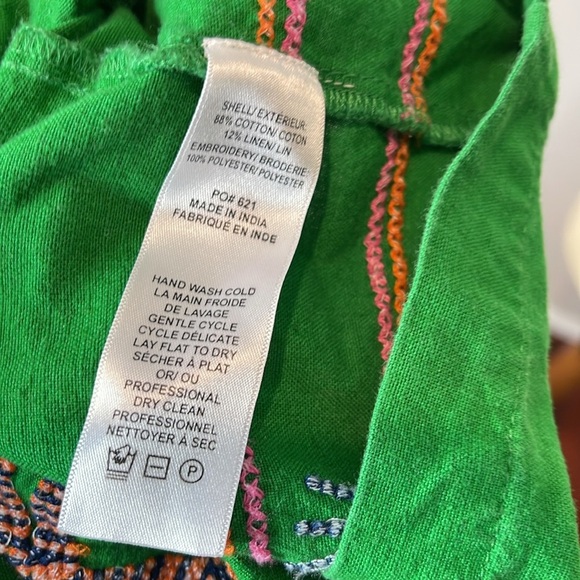 SHELL/ EXTÉRIEUR:
88% COTTON/ COTON
12% LINEN/ LIN
EMBROIDERY/ BRODERIE:
100% POLYESTER/ POLYESTER
PO# 621
MADE IN INDIA
FABRIQUÉ EN INDE
HAND WASH COLD
LA MAIN FROIDE
DE LAVAGE
GENTLE CYCLE
CYCLE DÉLICATE
LAY FLAT TO DRY
SÉCHER À PLAT
OR/ OU
PROFESSIONAL
DRY CLEAN
PROFESSIONNEL
NETTOYER À SEC
P